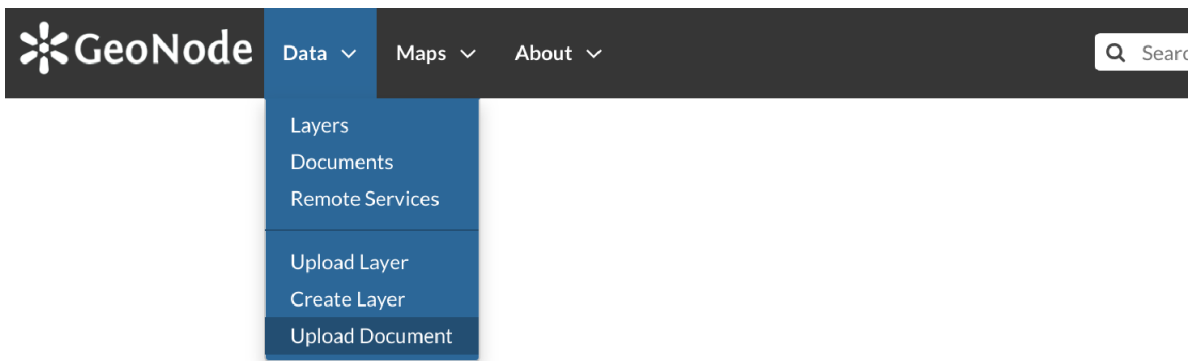 GeoNode Data Maps About
Layers
Documents
Remote Services
Upload Layer
Create Layer
Upload Document